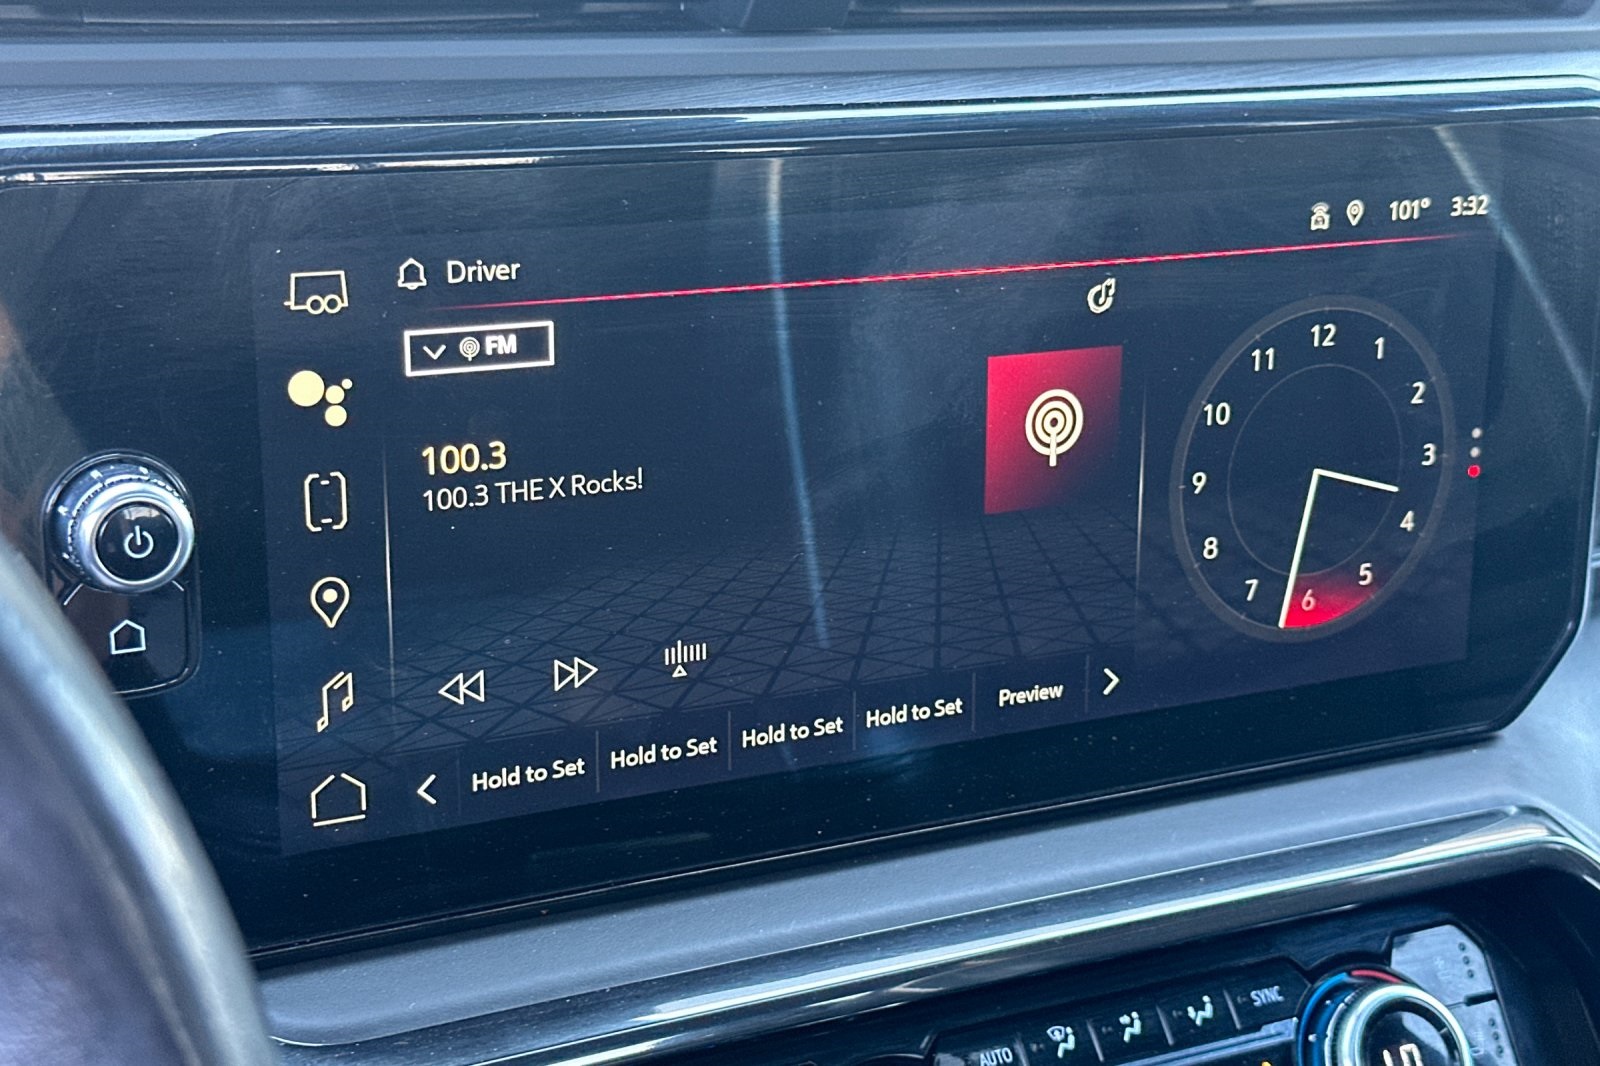 101° 3:32
Driver
FM
100.3
100.3 THE X Rocks!
12
1
2
3
4
5
6
7
8
9
10
11
Hold to Set Hold to Set Hold to Set Hold to Set Preview
SYNC
AUTO
LO